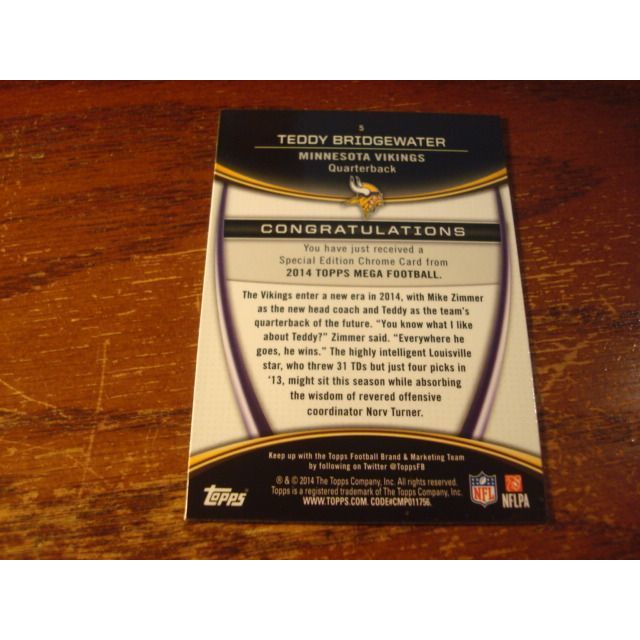 5
TEDDY BRIDGEWATER
MINNESOTA VIKINGS
Quarterback
CONGRATULATIONS
You have just received a
Special Edition Chrome Card from
2014 TOPPS MEGA FOOTBALL.
The Vikings enter a new era in 2014, with Mike Zimmer
as the new head coach and Teddy as the team's
quarterback of the future. "You know what I like
about Teddy?" Zimmer said. "Everywhere he
goes, he wins." The highly intelligent Louisville
star, who threw 31 TDs but just four picks in
'13, might sit this season while absorbing
the wisdom of revered offensive
coordinator Norv Turner.
Keep up with the Topps Football Brand & Marketing Team
by following on Twitter @ToppsFB
® & © 2014 The Topps Company, Inc. All rights reserved.
Topps is a registered trademark of The Topps Company, Inc.
WWW.TOPPS.COM. CODE#CMP011756.
Topps
NFL
NFLPA